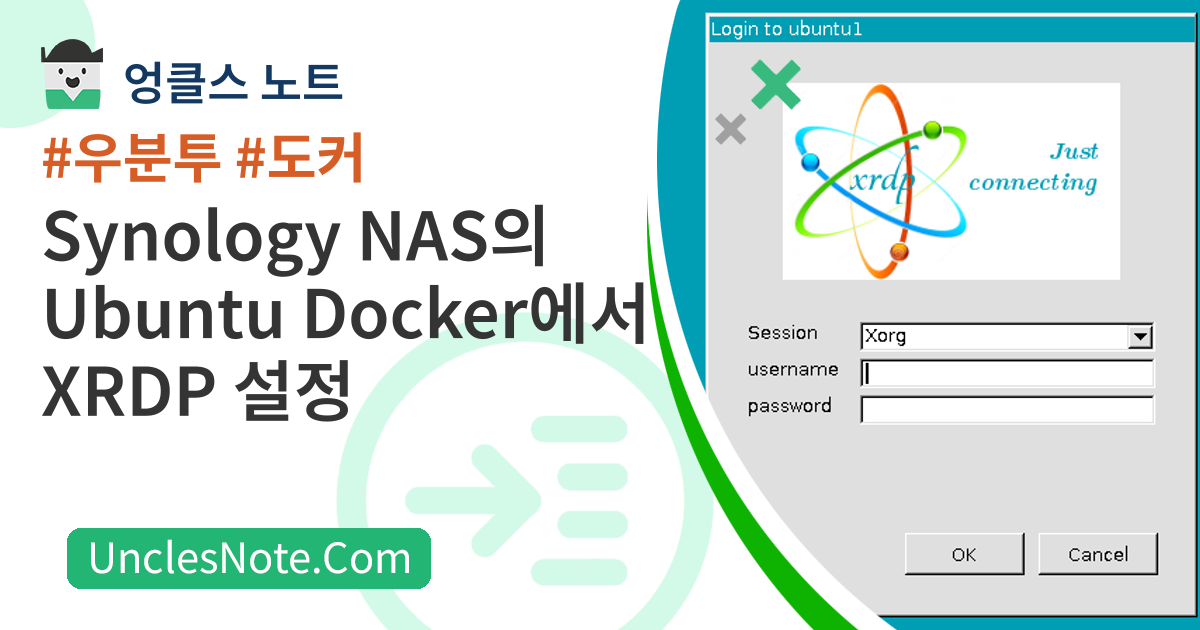 엉클스 노트
#우분투 #도커
Synology NAS의
Ubuntu Docker에서
XRDP 설정
UnclesNote.Com
Login to ubuntu1
xrdp
Just
connecting
Session
Xorg
username
password
OK
Cancel